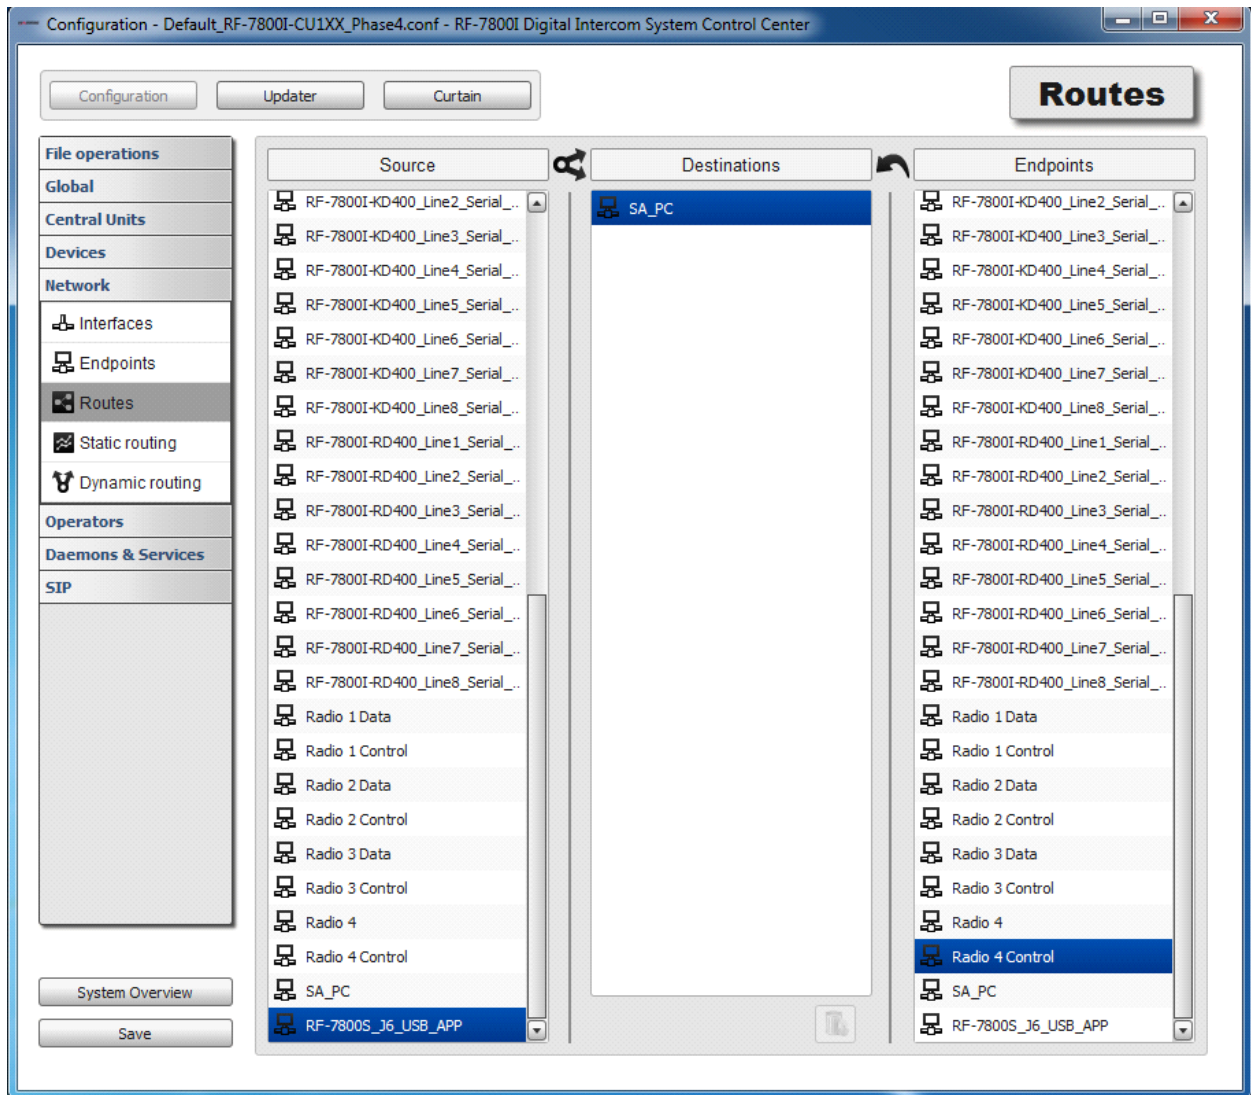 Configuration - Default_RF-7800I-CU1XX_Phase4.conf - RF-7800I Digital Intercom System Control Center
Configuration
Updater
Curtain
Routes
File operations
Global
Central Units
Devices
Network
Interfaces
Endpoints
Routes
Static routing
Dynamic routing
Operators
Daemons & Services
SIP
System Overview
Save
Source
RF-7800I-KD400_Line2_Serial_..
RF-7800I-KD400_Line3_Serial_..
RF-7800I-KD400_Line4_Serial_..
RF-7800I-KD400_Line5_Serial_..
RF-7800I-KD400_Line6_Serial_..
RF-7800I-KD400_Line7_Serial_..
RF-7800I-KD400_Line8_Serial_..
RF-7800I-RD400_Line1_Serial_..
RF-7800I-RD400_Line2_Serial_..
RF-7800I-RD400_Line3_Serial_..
RF-7800I-RD400_Line4_Serial_..
RF-7800I-RD400_Line5_Serial_..
RF-7800I-RD400_Line6_Serial_..
RF-7800I-RD400_Line7_Serial_..
RF-7800I-RD400_Line8_Serial_..
Radio 1 Data
Radio 1 Control
Radio 2 Data
Radio 2 Control
Radio 3 Data
Radio 3 Control
Radio 4
Radio 4 Control
SA_PC
RF-7800S_J6_USB_APP
Destinations
SA_PC
Endpoints
RF-7800I-KD400_Line2_Serial_..
RF-7800I-KD400_Line3_Serial_..
RF-7800I-KD400_Line4_Serial_..
RF-7800I-KD400_Line5_Serial_..
RF-7800I-KD400_Line6_Serial_..
RF-7800I-KD400_Line7_Serial_..
RF-7800I-KD400_Line8_Serial_..
RF-7800I-RD400_Line1_Serial_..
RF-7800I-RD400_Line2_Serial_..
RF-7800I-RD400_Line3_Serial_..
RF-7800I-RD400_Line4_Serial_..
RF-7800I-RD400_Line5_Serial_..
RF-7800I-RD400_Line6_Serial_..
RF-7800I-RD400_Line7_Serial_..
RF-7800I-RD400_Line8_Serial_..
Radio 1 Data
Radio 1 Control
Radio 2 Data
Radio 2 Control
Radio 3 Data
Radio 3 Control
Radio 4
Radio 4 Control
SA_PC
RF-7800S_J6_USB_APP